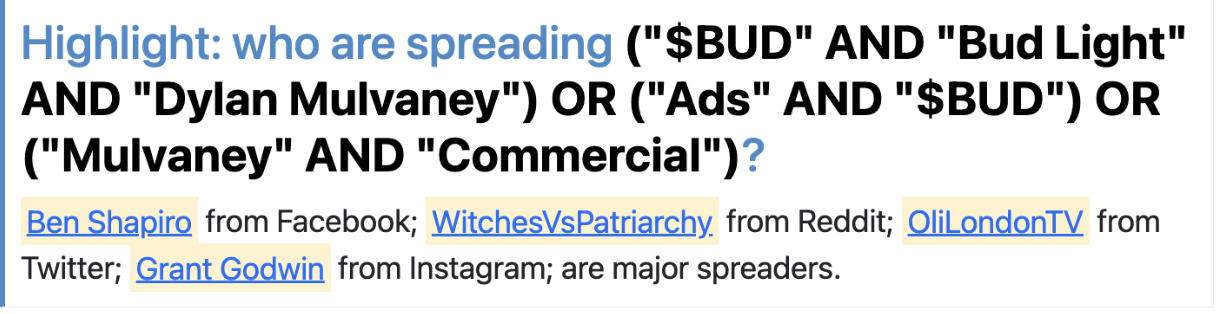 Highlight: who are spreading ("$BUD" AND "Bud Light"
AND "Dylan Mulvaney") OR ("Ads" AND "$BUD") OR
("Mulvaney" AND "Commercial")?
Ben Shapiro from Facebook; WitchesVsPatriarchy from Reddit; OliLondonTV from
Twitter; Grant Godwin from Instagram; are major spreaders.